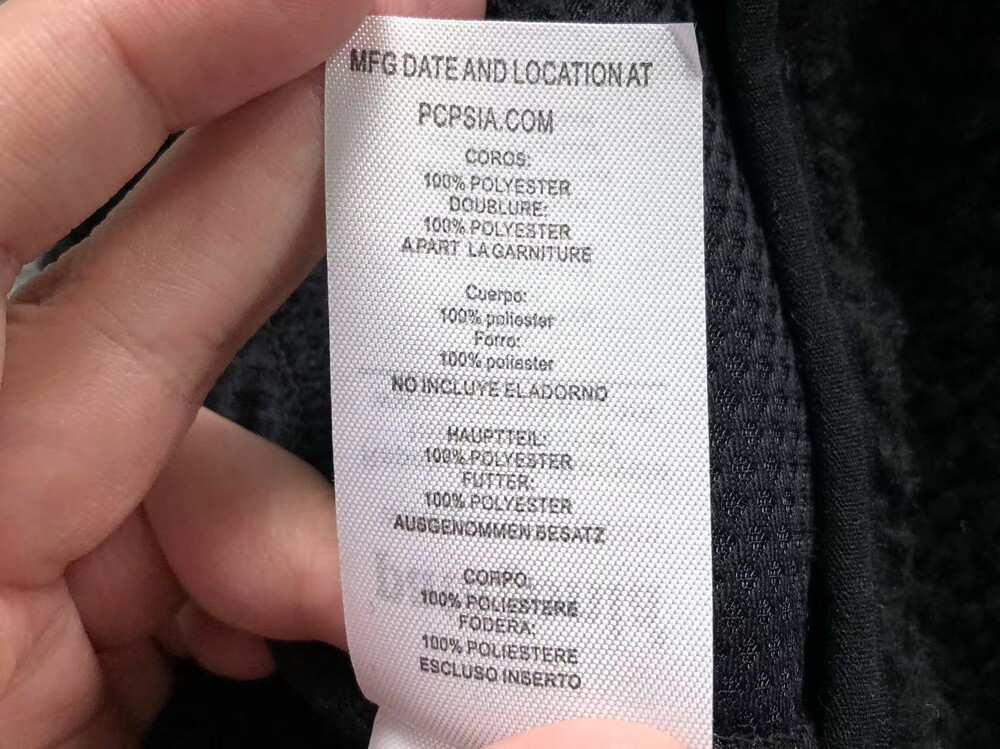 MFG DATE AND LOCATION AT
PCPSIA.COM
COROS:
100% POLYESTER
DOUBLURE:
100% POLYESTER
A PART LA GARNITURE
Cuerpo:
100% poliester
Forro:
100% poliester
NO INCLUYE EL ADORNO
HAUPTTEIL:
100% POLYESTER
FUTTER:
100% POLYESTER
AUSGENOMMEN BESATZ
CORPO:
100% POLIESTERE
FODERA:
100% POLIESTERE
ESCLUSO INSERTO